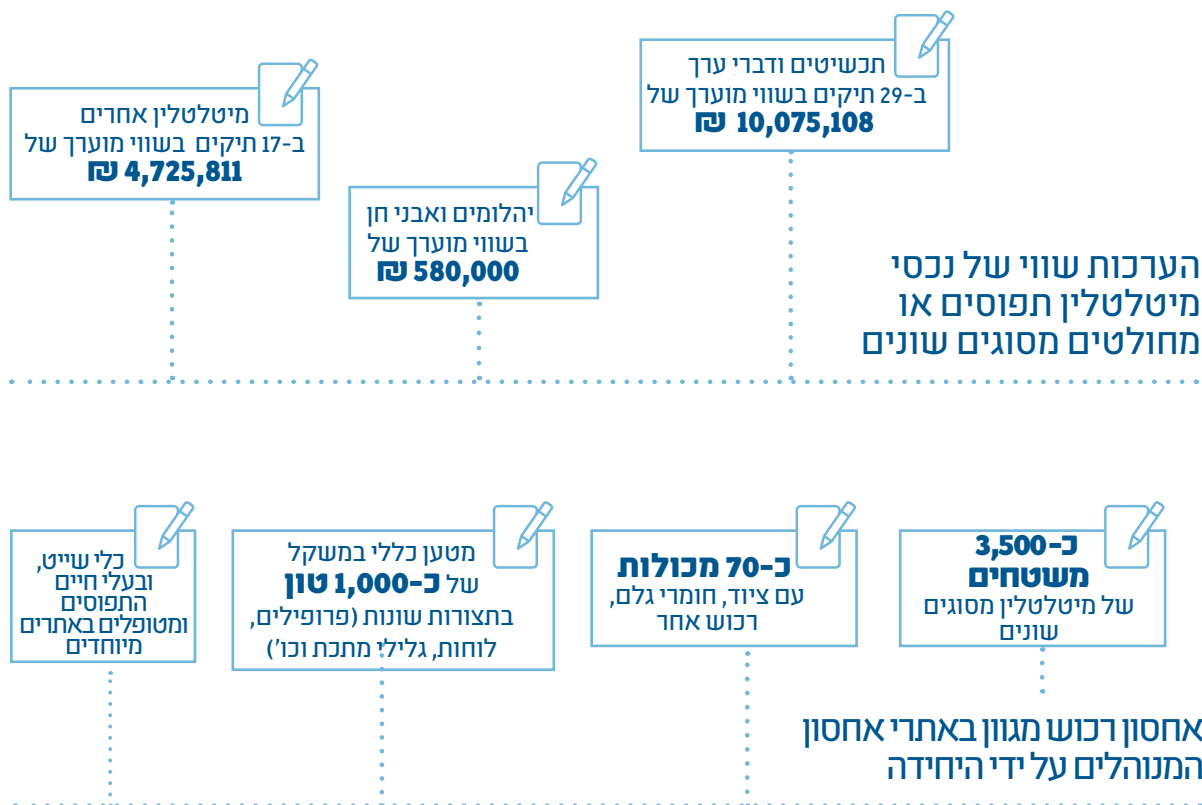 הערכות שווי של נכסי
מיטלטלין תפוסים או
מחולטים מסוגים שונים
תכשיטים ודברי ערך
ב-29 תיקים בשווי מוערך של
10,075,108 ₪
יהלומים ואבני חן
בשווי מוערך של
580,000 ₪
מיטלטלין אחרים
ב-17 תיקים בשווי מוערך של
4,725,811 ₪
אחסון רכוש מגוון באתרי אחסון
המנוהלים על ידי היחידה
כ-3,500
משטחים
של מיטלטלין מסוגים
שונים
כ-70 מכולות
עם ציוד, חומרי גלם,
רכוש אחר
מטען כללי במשקל
של כ-1,000 טון
בתצורות שונות (פרופילים,
לוחות, גלילי מתכת וכו')
כלי שייט,
ובעלי חיים
התפוסים
ומטופלים באתרים
מיוחדים